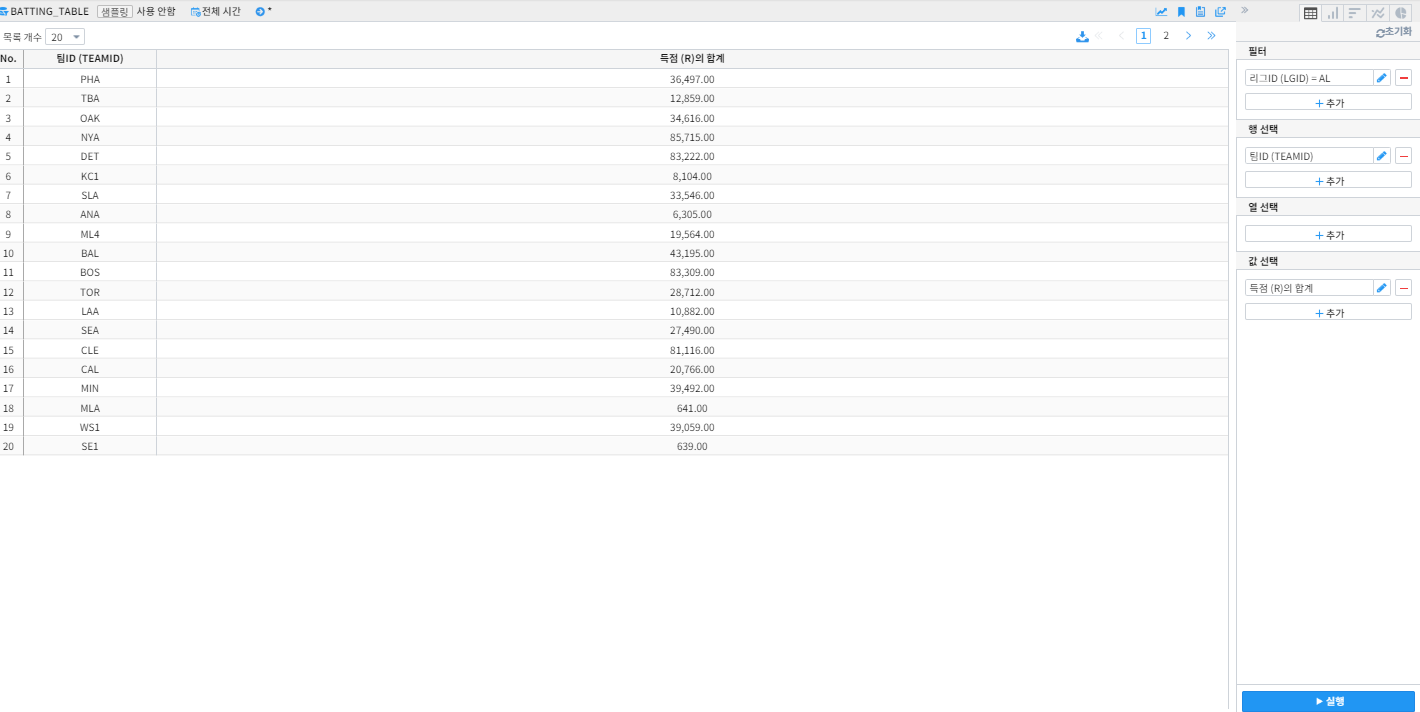 BATTING_TABLE 샘플링 사용 안함 전체 시간 *
목록 개수 20 1 2
No. 팀ID (TEAMID) 득점 (R)의 합계
1 PHA 36,497.00
2 TBA 12,859.00
3 OAK 34,616.00
4 NYA 85,715.00
5 DET 83,222.00
6 KC1 8,104.00
7 SLA 33,546.00
8 ANA 6,305.00
9 ML4 19,564.00
10 BAL 43,195.00
11 BOS 83,309.00
12 TOR 28,712.00
13 LAA 10,882.00
14 SEA 27,490.00
15 CLE 81,116.00
16 CAL 20,766.00
17 MIN 39,492.00
18 MLA 641.00
19 WS1 39,059.00
20 SE1 639.00
초기화
필터
리그ID (LGID) = AL
+ 추가
행 선택
팀ID (TEAMID)
+ 추가
열 선택
+ 추가
값 선택
득점 (R)의 합계
+ 추가
실행